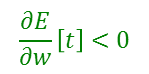 ∂E/∂w [t] < 0